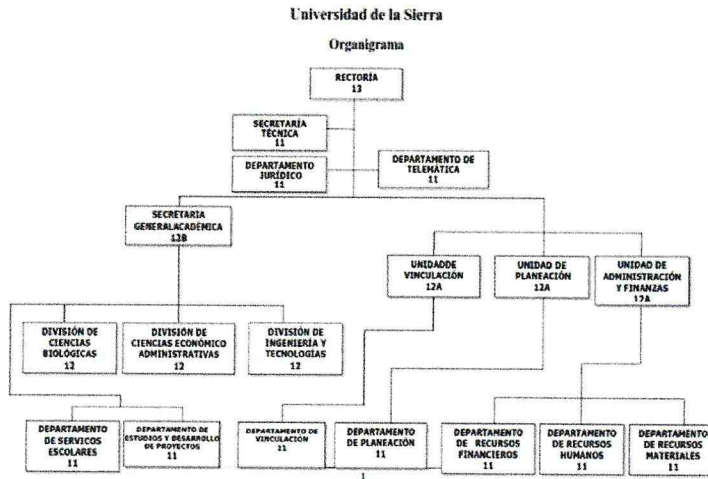 Universidad de la Sierra
Organigrama
RECTORÍA
13
SECRETARÍA
TÉCNICA
11
DEPARTAMENTO
JURÍDICO
11
DEPARTAMENTO DE
TELEMÁTICA
11
SECRETARIA
GENERALACADÉMICA
12B
UNIDADDE
VINCULACIÓN
12A
UNIDAD DE
PLANEACIÓN
12A
UNIDAD DE
ADMINISTRACIÓN
Y FINANZAS
12A
DIVISIÓN DE
CIENCIAS
BIOLÓGICAS
12
DIVISIÓN DE
CIENCIAS ECONÓMICO
ADMINISTRATIVAS
12
DIVISIÓN DE
INGENIERÍA Y
TECNOLOGÍAS
12
DEPARTAMENTO
DE SERVICOS
ESCOLARES
11
DEPARTAMENTO DE
ESTUDIOS Y DESARROLLO
DE PROYECTOS
11
DEPARTAMENTO DE
VINCULACIÓN
11
DEPARTAMENTO
DE PLANEACIÓN
11
DEPARTAMENTO
DE RECURSOS
FINANCIEROS
11
DEPARTAMENTO
DE RECURSOS
HUMANOS
11
DEPARTAMENTO
DE RECURSOS
MATERIALES
11
1